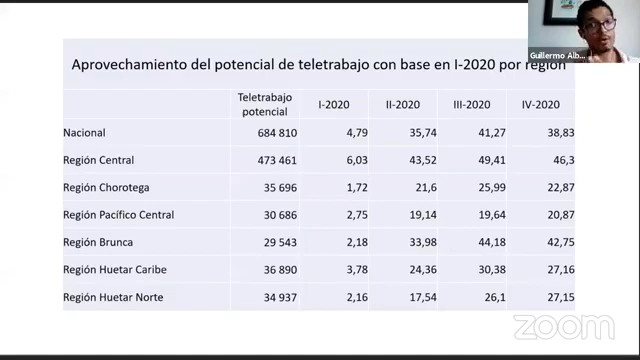 Guillermo Alb...
Aprovechamiento del potencial de teletrabajo con base en I-2020 por región
Teletrabajo potencial I-2020 II-2020 III-2020 IV-2020
Nacional 684 810 4,79 35,74 41,27 38,83
Región Central 473 461 6,03 43,52 49,41 46,3
Región Chorotega 35 696 1,72 21,6 25,99 22,87
Región Pacífico Central 30 686 2,75 19,14 19,64 20,87
Región Brunca 29 543 2,18 33,98 44,18 42,75
Región Huetar Caribe 36 890 3,78 24,36 30,38 27,16
Región Huetar Norte 34 937 2,16 17,54 26,1 27,15
zoom